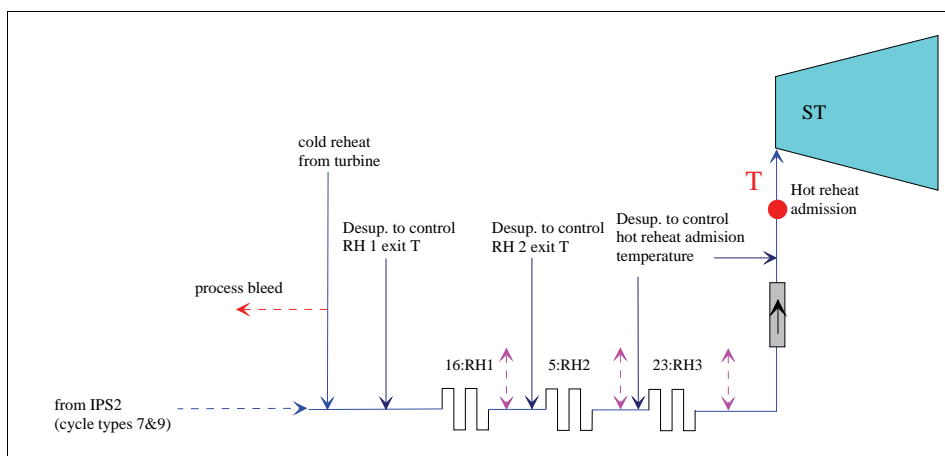 ST
cold reheat
from turbine
T
Hot reheat
admission
Desup. to control
RH 1 exit T
Desup. to control
RH 2 exit T
Desup. to control
hot reheat admision
temperature
process bleed
16:RH1
5:RH2
23:RH3
from IPS2
(cycle types 7&9)